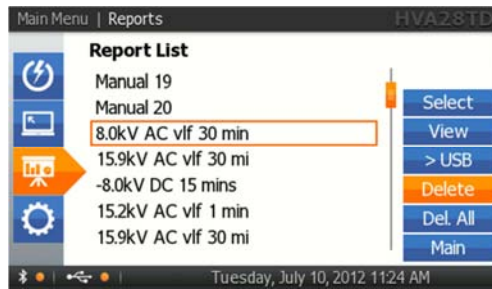 Main Menu | Reports
HVA28TD
Report List
Manual 19
Manual 20
8.0kV AC vlf 30 min
15.9kV AC vlf 30 mi
-8.0kV DC 15 mins
15.2kV AC vlf 1 min
15.9kV AC vlf 30 mi
Select
View
> USB
Delete
Del. All
Main
Tuesday, July 10, 2012 11:24 AM